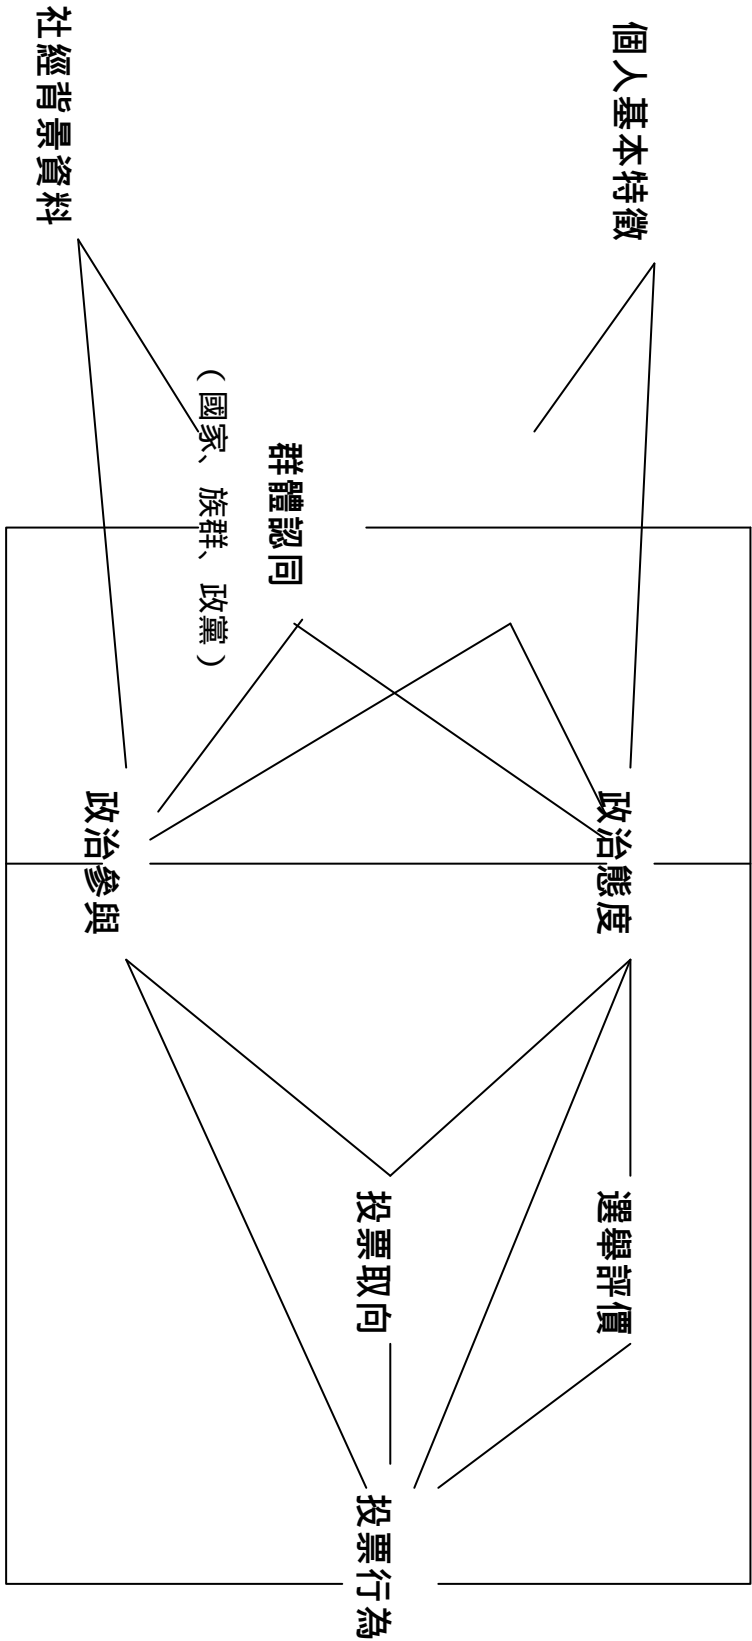 個人基本特徵
社經背景資料
群體認同
（國家、族群、政黨）
政治態度
政治參與
選舉評價
投票取向
投票行為